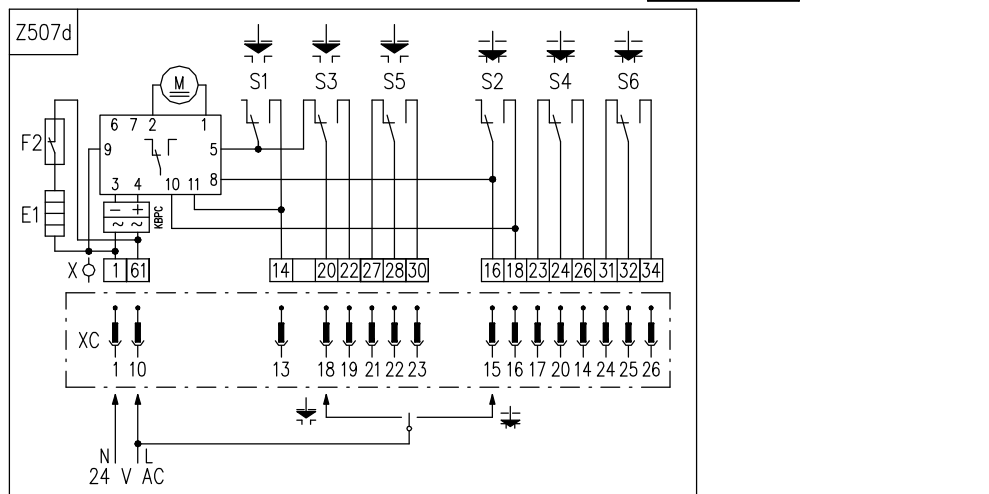 Z507d
S1 S3 S5 S2 S4 S6
M
6 7 2 1
F2
9 5
8
3 4 10 11
E1
− +
~ ~
KBPC
X 1 61 14 20 22 27 28 30 16 18 23 24 26 31 32 34
XC
1 10 13 18 19 21 22 23 15 16 17 20 14 24 25 26
N L
24 V AC